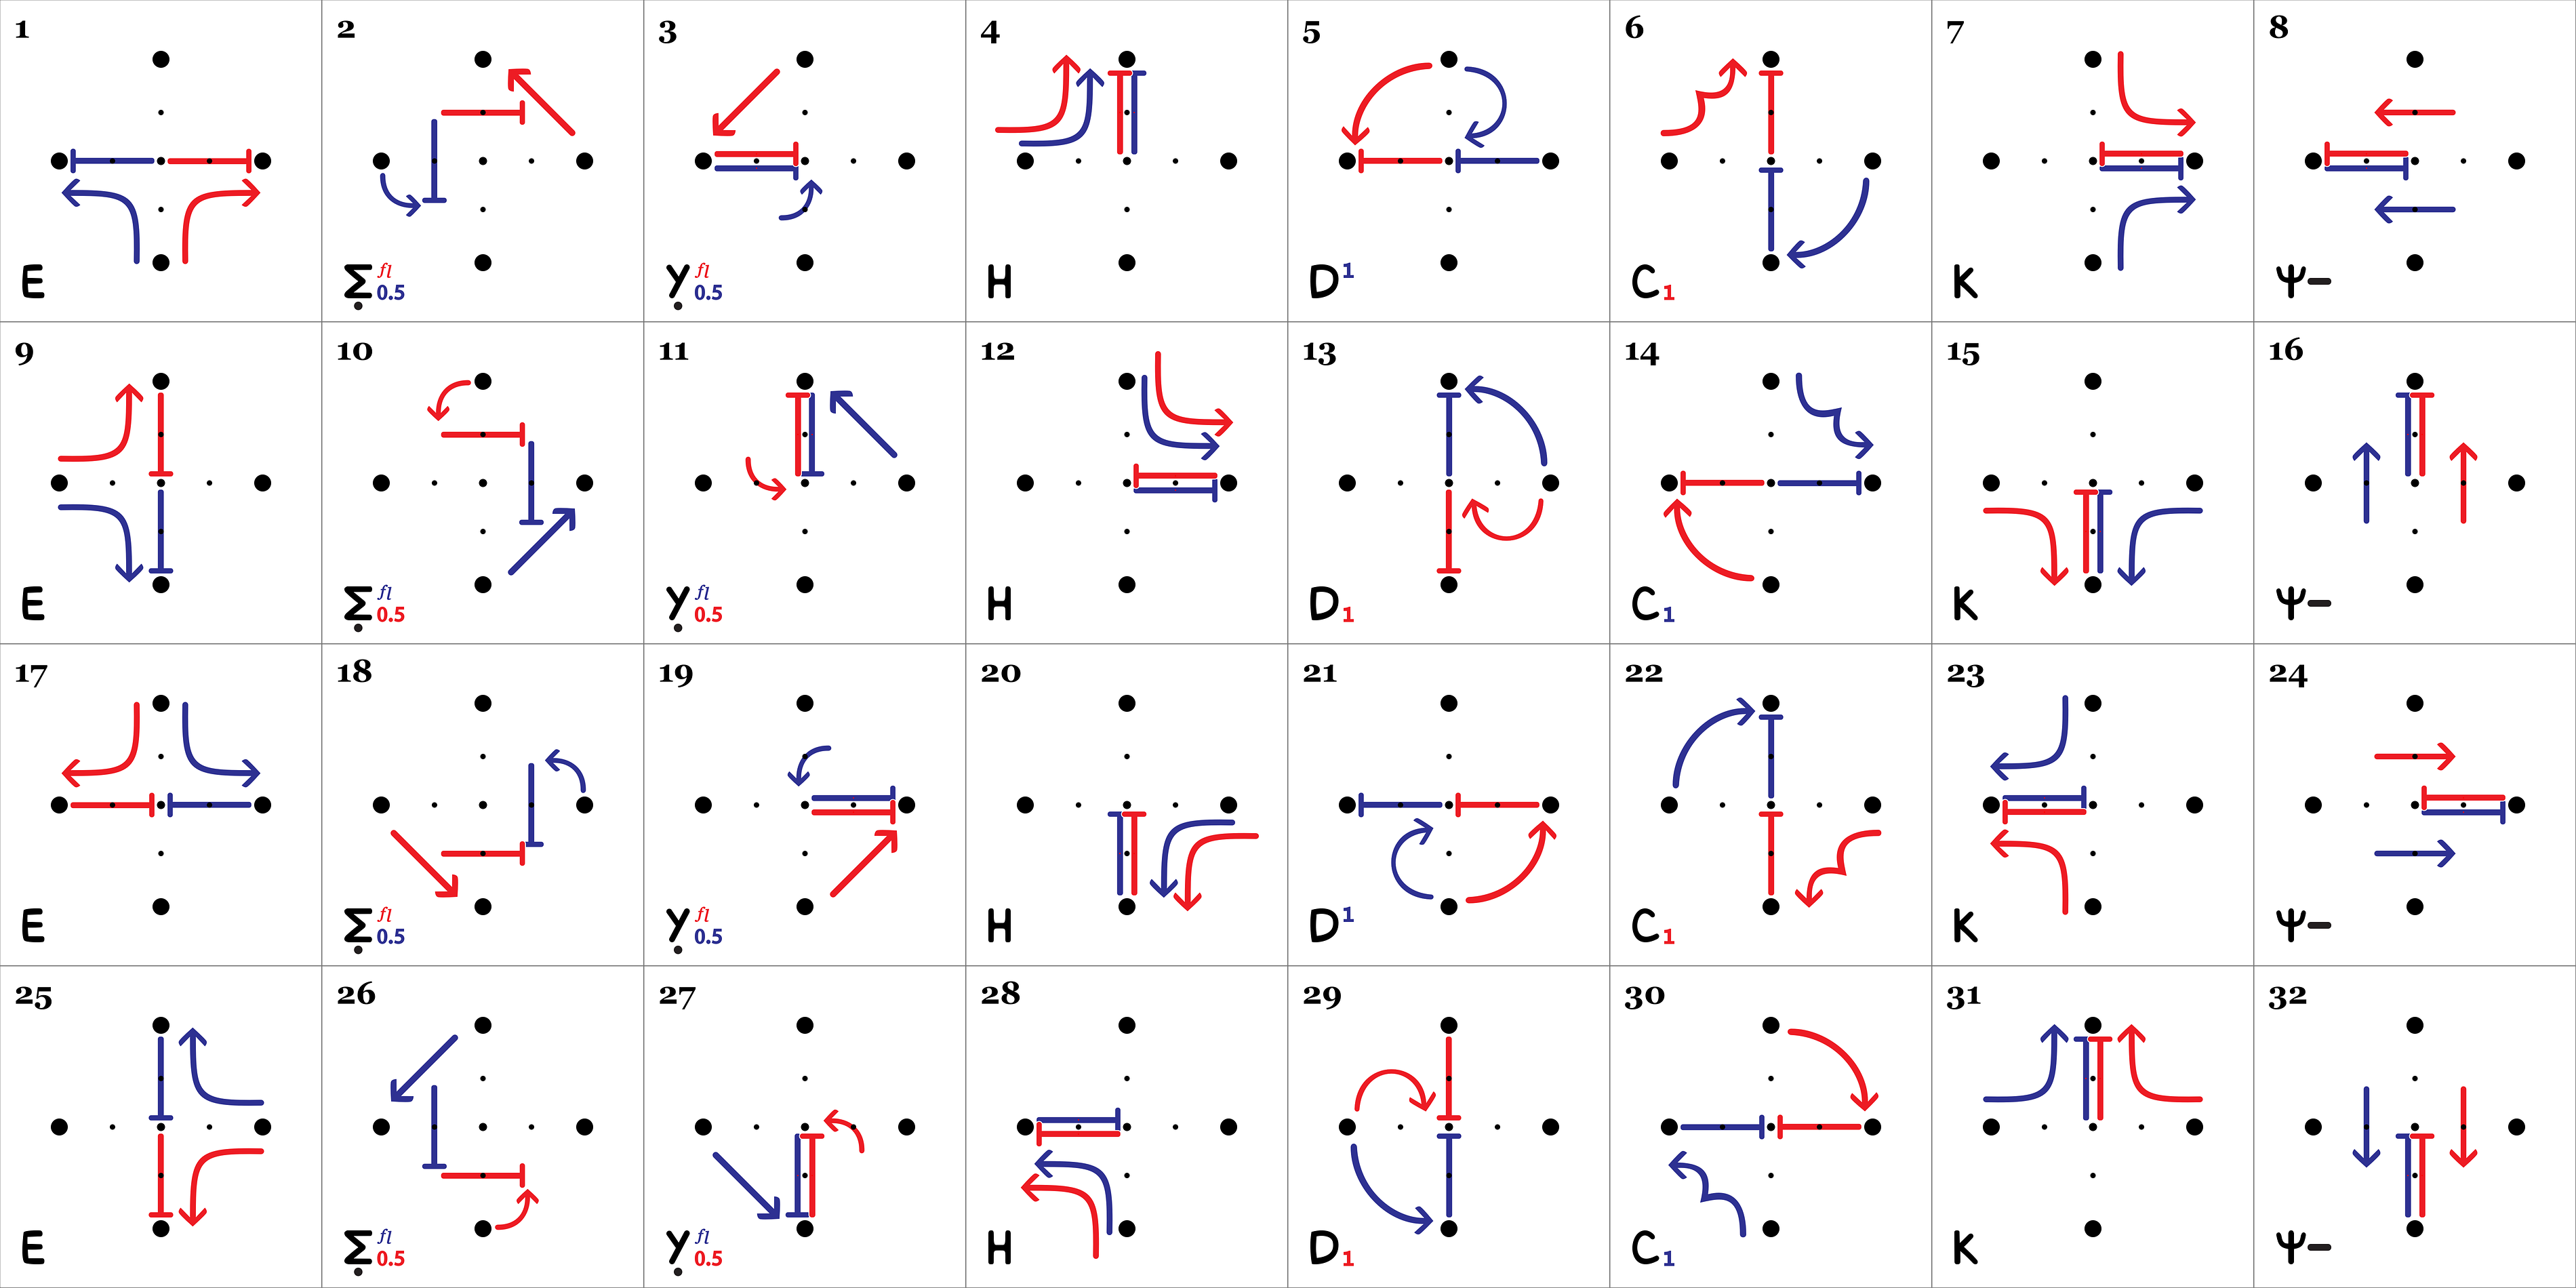 1 2 3 4 5 6 7 8
E Σ̣ fl 0.5 Ỵ fl 0.5 H D¹ C₁ K Ψ–
9 10 11 12 13 14 15 16
E Σ̣ fl 0.5 Ỵ fl 0.5 H D₁ C₁ K Ψ–
17 18 19 20 21 22 23 24
E Σ̣ fl 0.5 Ỵ fl 0.5 H D¹ C₁ K Ψ–
25 26 27 28 29 30 31 32
E Σ̣ fl 0.5 Ỵ fl 0.5 H D₁ C₁ K Ψ–